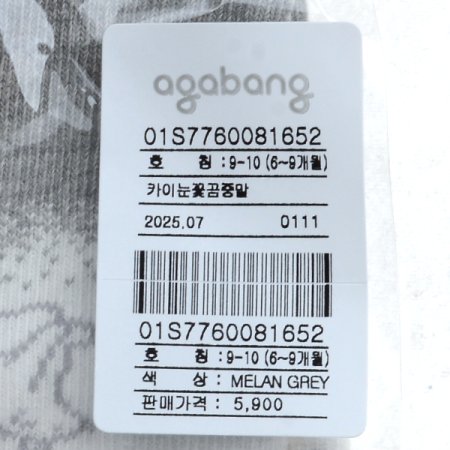 agabang
01S7760081652
호 칭 : 9-10 (6~9개월)
카이눈꽃곰중말
2025.07 0111
01S7760081652
호 칭 : 9-10 (6~9개월)
색 상 : MELAN GREY
판매가격 : 5,900